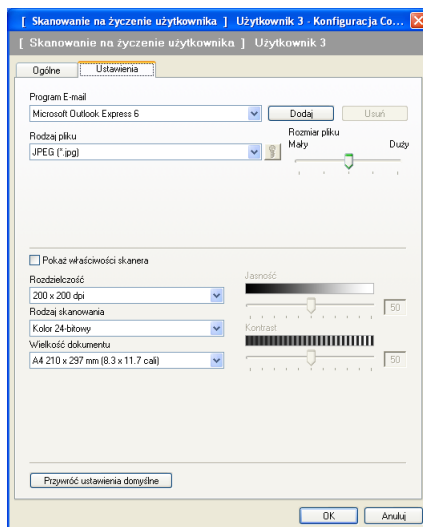 [ Skanowanie na życzenie użytkownika ] Użytkownik 3 - Konfiguracja Co...
[ Skanowanie na życzenie użytkownika ] Użytkownik 3
Ogólne Ustawienia
Program E-mail
Microsoft Outlook Express 6 Dodaj Usuń
Rodzaj pliku Rozmiar pliku
JPEG (*.jpg) Mały Duży
Pokaż właściwości skanera
Rozdzielczość Jasność
200 x 200 dpi 50
Rodzaj skanowania
Kolor 24-bitowy Kontrast
Wielkość dokumentu
A4 210 x 297 mm (8.3 x 11.7 cali) 50
Przywróć ustawienia domyślne
OK Anuluj